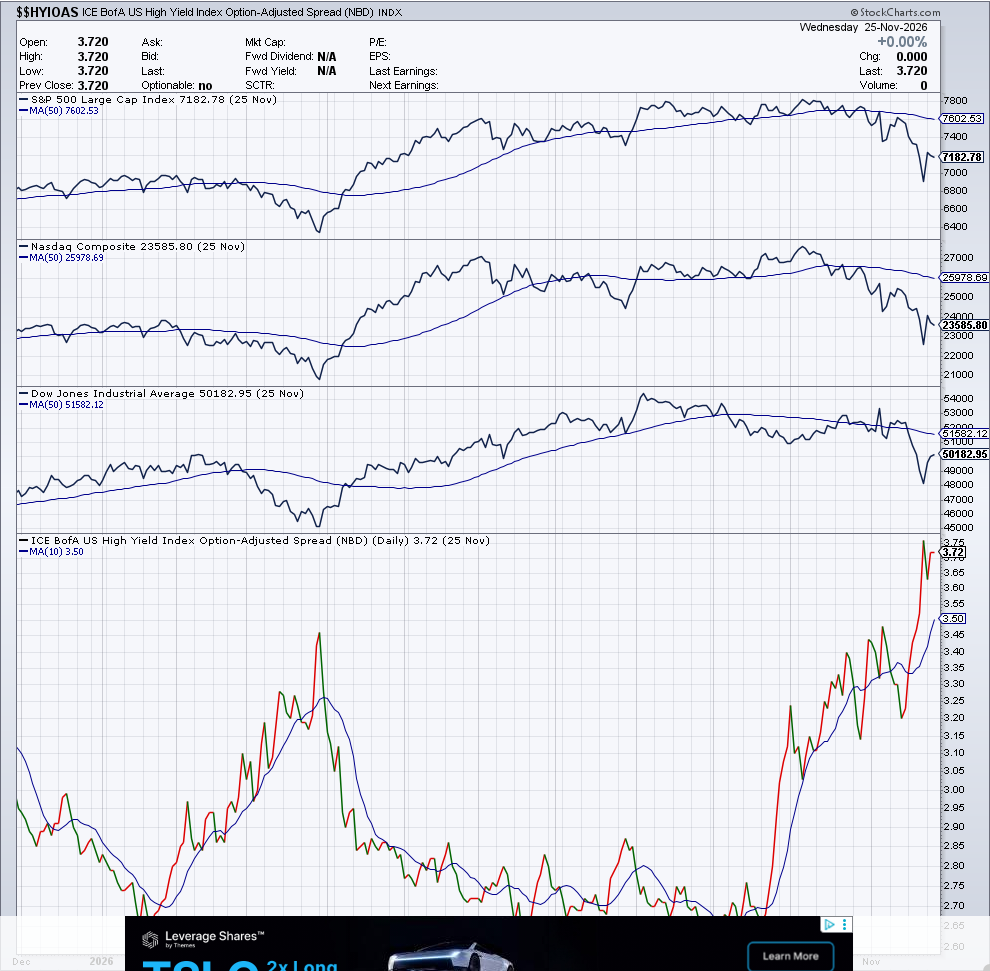 $$HYIOAS ICE BofA US High Yield Index Option-Adjusted Spread (NBD) INDX
© StockCharts.com
Wednesday 25-Nov-2026
Open: 3.720 Ask: Mkt Cap: P/E: +0.00%
High: 3.720 Bid: Fwd Dividend: N/A EPS: Chg: 0.000
Low: 3.720 Last: Fwd Yield: N/A Last Earnings: Last: 3.720
Prev Close: 3.720 Optionable: no SCTR: Next Earnings: Volume: 0
S&P 500 Large Cap Index 7182.78 (25 Nov)
MA(50) 7602.53
7800
7602.53
7400
7182.78
7000
6800
6600
6400
Nasdaq Composite 23585.80 (25 Nov)
MA(50) 25978.69
27000
25978.69
25000
24000
23585.80
23000
22000
21000
Dow Jones Industrial Average 50182.95 (25 Nov)
MA(50) 51582.12
54000
53000
52000
51582.12
51000
50182.95
49000
48000
47000
46000
45000
ICE BofA US High Yield Index Option-Adjusted Spread (NBD) (Daily) 3.72 (25 Nov)
MA(10) 3.50
3.75
3.72
3.70
3.65
3.60
3.55
3.50
3.45
3.40
3.35
3.30
3.25
3.20
3.15
3.10
3.05
3.00
2.95
2.90
2.85
2.80
2.75
2.70
2.65
2.60
Dec 2026 Nov
Leverage Shares™
by Themes
2x Long
Learn More